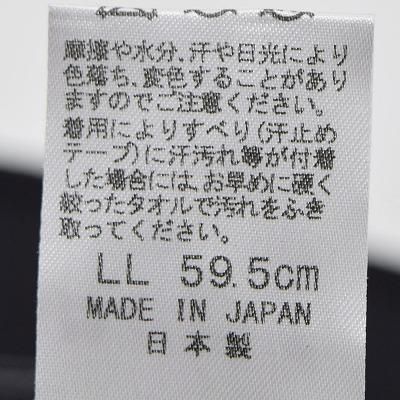 摩擦や水分、汗や日光により
色落ち、変色することがあり
ますのでご注意ください。
着用によりすべり(汗止め
テープ)に汗汚れ等が付着
した場合には、お早めに硬く
絞ったタオルで汚れをふき
取ってください。
LL 59.5cm
MADE IN JAPAN
日本製